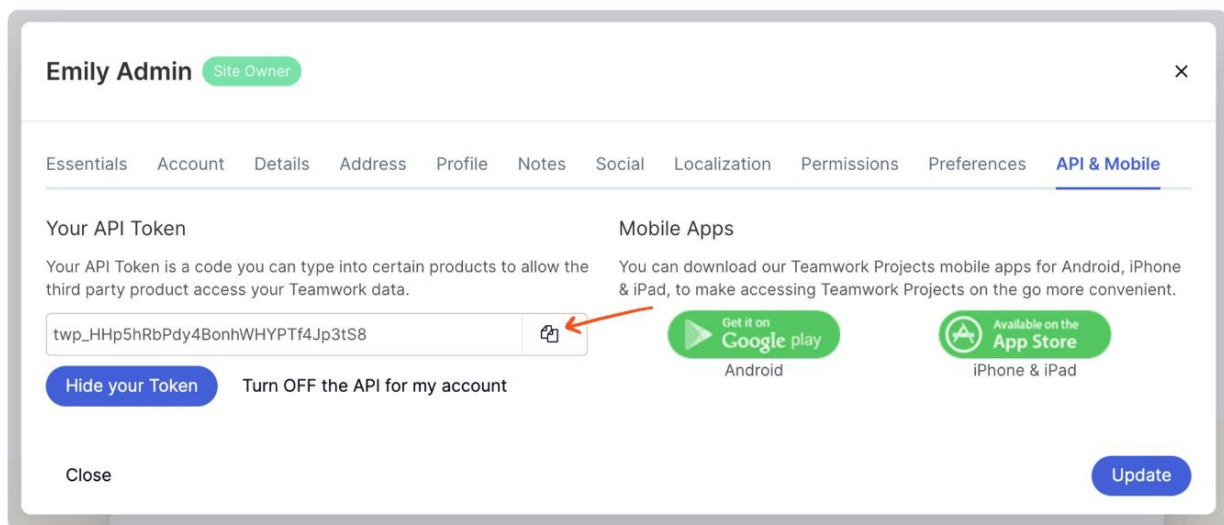 Emily Admin Site Owner
Essentials Account Details Address Profile Notes Social Localization Permissions Preferences API & Mobile
Your API Token
Your API Token is a code you can type into certain products to allow the
third party product access your Teamwork data.
twp_HHp5hRbPdy4BonhWHYPTf4Jp3tS8
Hide your Token Turn OFF the API for my account
Mobile Apps
You can download our Teamwork Projects mobile apps for Android, iPhone
& iPad, to make accessing Teamwork Projects on the go more convenient.
Get it on
Google play
Android
Available on the
App Store
iPhone & iPad
Close
Update